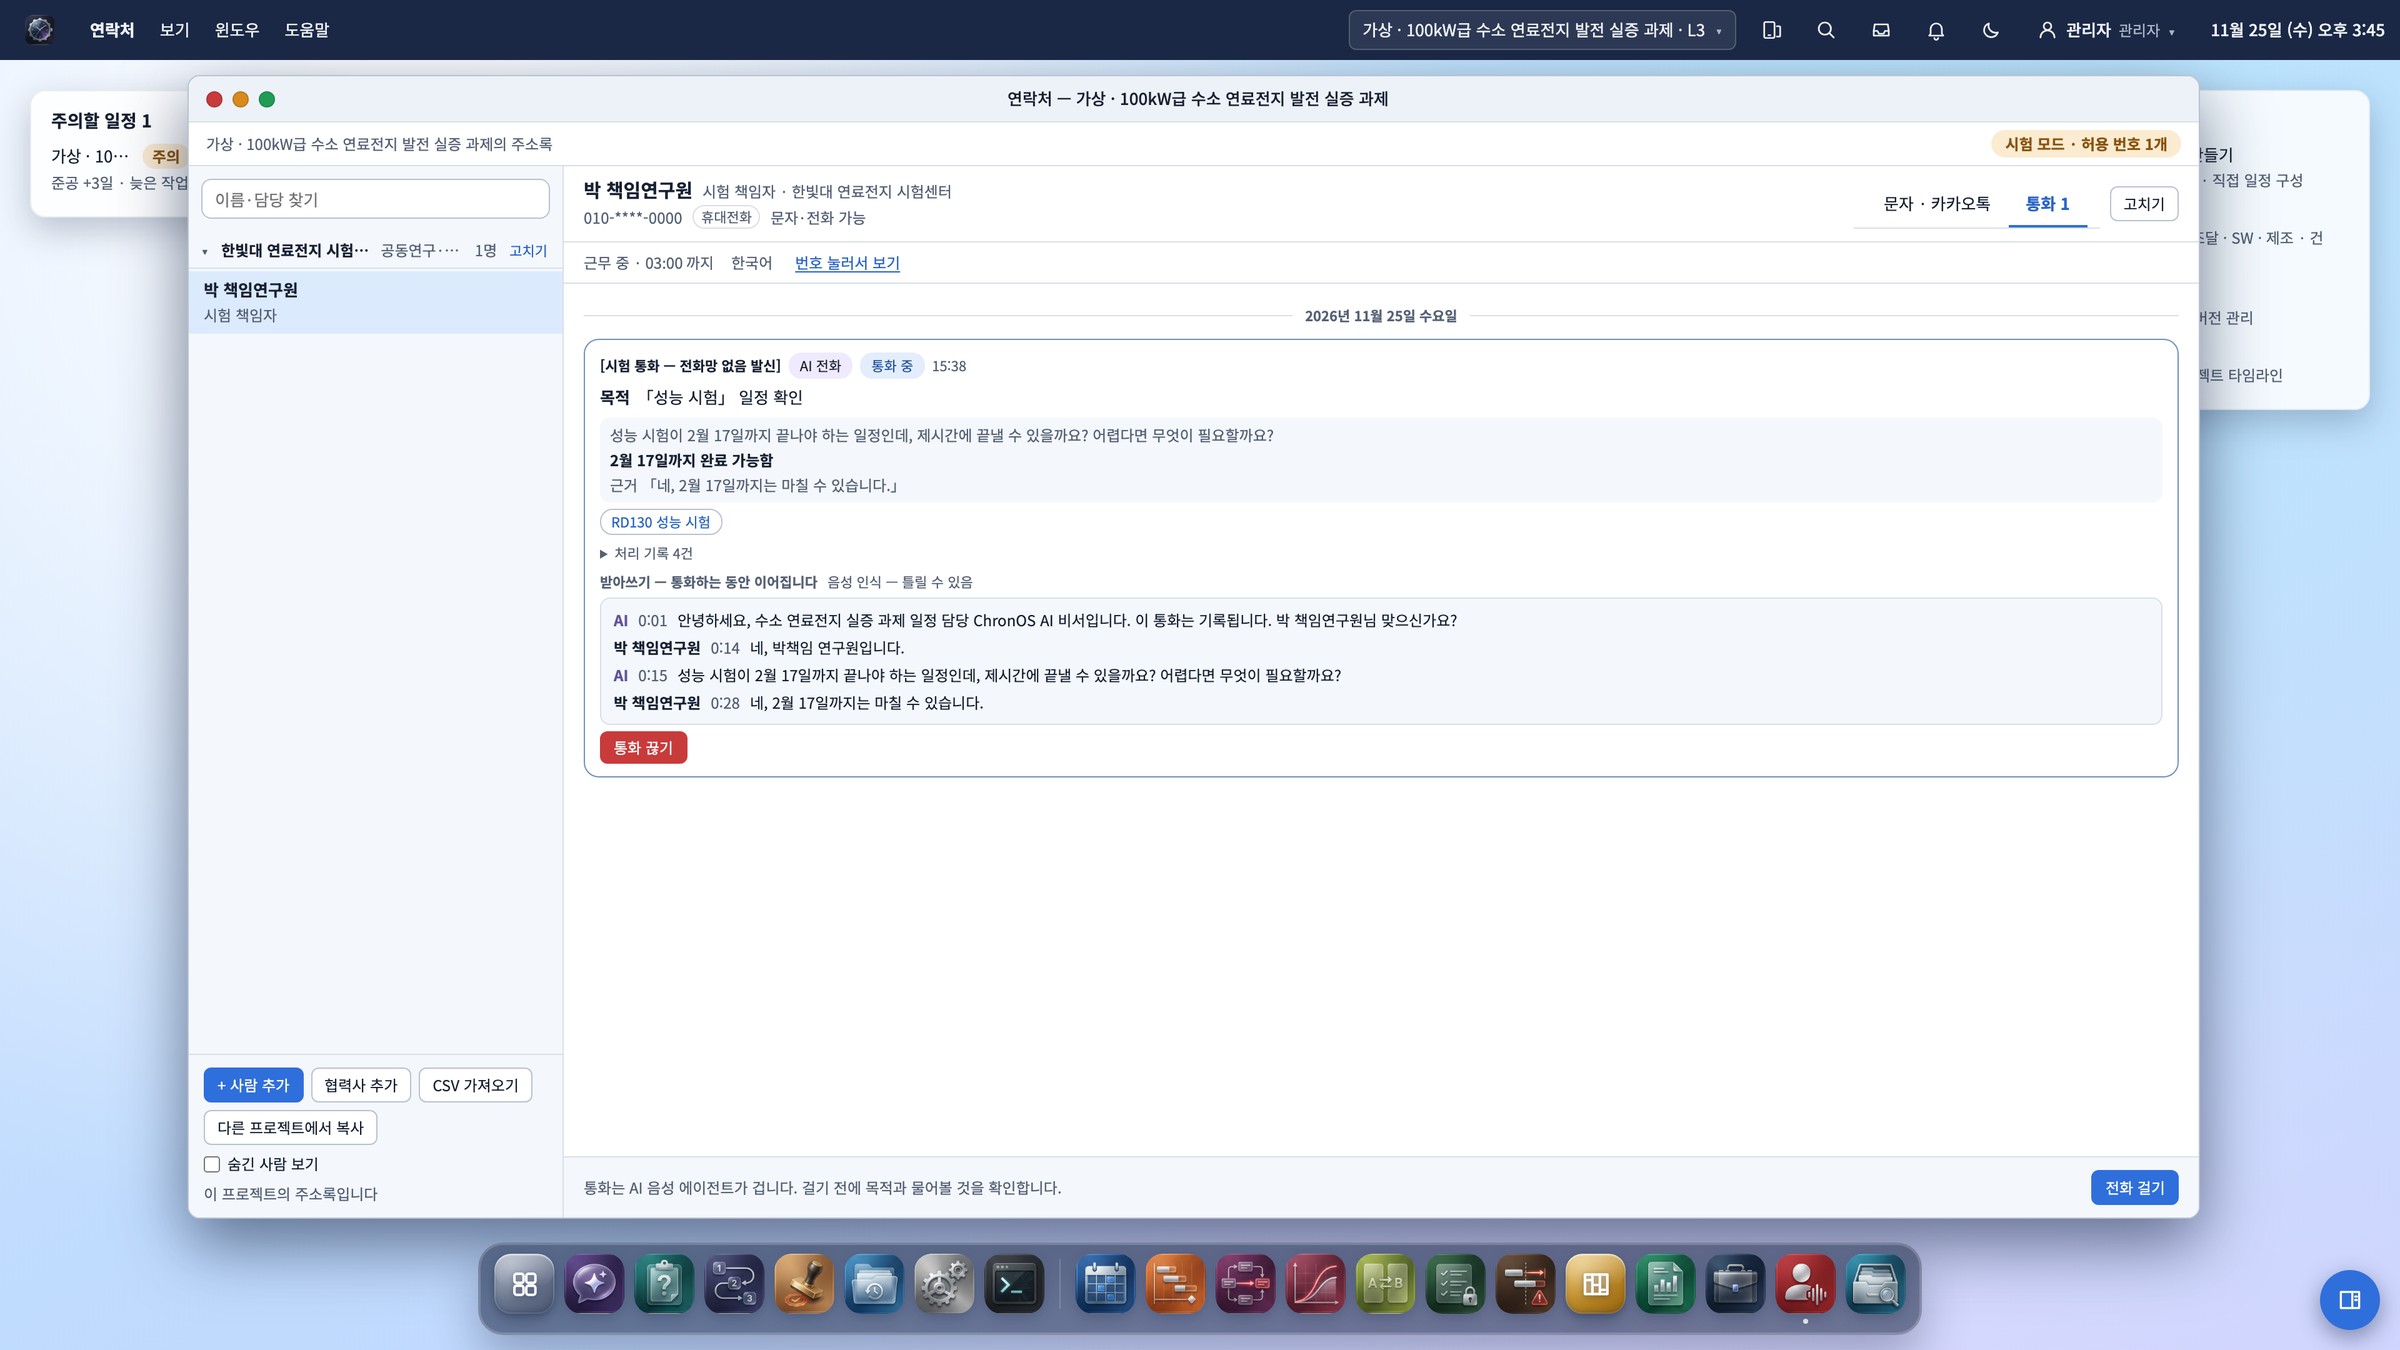 연락처 보기 윈도우 도움말
가상 · 100kW급 수소 연료전지 발전 실증 과제 · L3
관리자 관리자
11월 25일 (수) 오후 3:45
주의할 일정 1
가상 · 10… 주의
준공 +3일 · 늦은 작업
연락처 — 가상 · 100kW급 수소 연료전지 발전 실증 과제
가상 · 100kW급 수소 연료전지 발전 실증 과제의 주소록
시험 모드 · 허용 번호 1개
이름·담당 찾기
한빛대 연료전지 시험… 공동연구·… 1명 고치기
박 책임연구원
시험 책임자
+ 사람 추가 협력사 추가 CSV 가져오기
다른 프로젝트에서 복사
숨긴 사람 보기
이 프로젝트의 주소록입니다
박 책임연구원 시험 책임자 · 한빛대 연료전지 시험센터
010-****-0000 휴대전화 문자·전화 가능
문자 · 카카오톡 통화 1 고치기
근무 중 · 03:00 까지 한국어 번호 눌러서 보기
2026년 11월 25일 수요일
[시험 통화 — 전화망 없음 발신] AI 전화 통화 중 15:38
목적 「성능 시험」 일정 확인
성능 시험이 2월 17일까지 끝나야 하는 일정인데, 제시간에 끝낼 수 있을까요? 어렵다면 무엇이 필요할까요?
2월 17일까지 완료 가능함
근거 「네, 2월 17일까지는 마칠 수 있습니다.」
RD130 성능 시험
처리 기록 4건
받아쓰기 — 통화하는 동안 이어집니다 음성 인식 — 틀릴 수 있음
AI 0:01 안녕하세요, 수소 연료전지 실증 과제 일정 담당 ChronOS AI 비서입니다. 이 통화는 기록됩니다. 박 책임연구원님 맞으신가요?
박 책임연구원 0:14 네, 박책임 연구원입니다.
AI 0:15 성능 시험이 2월 17일까지 끝나야 하는 일정인데, 제시간에 끝낼 수 있을까요? 어렵다면 무엇이 필요할까요?
박 책임연구원 0:28 네, 2월 17일까지는 마칠 수 있습니다.
통화 끊기
통화는 AI 음성 에이전트가 겁니다. 걸기 전에 목적과 물어볼 것을 확인합니다.
전화 걸기
들기
· 직접 일정 구성
· SW · 제조 · 건
관리
타임라인
1
2
3
A B